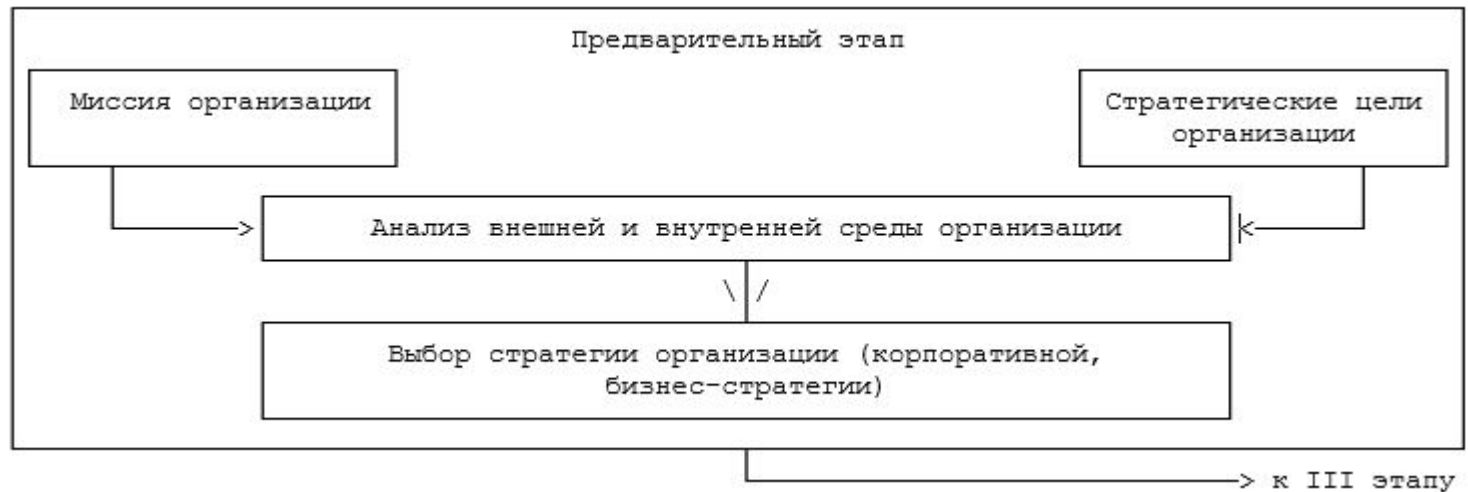 Предварительный этап
Миссия организации
Стратегические цели
организации
Анализ внешней и внутренней среды организации
Выбор стратегии организации (корпоративной,
бизнес-стратегии)
к III этапу